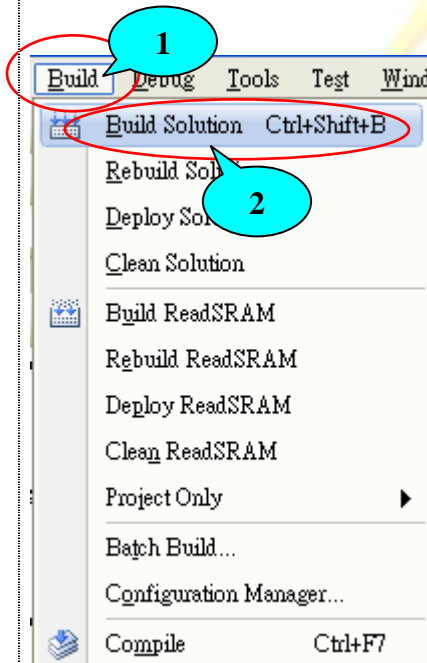 1
Build Debug Tools Test Wind
Build Solution Ctrl+Shift+B
Rebuild Solut
2
Deploy Sol
Clean Solution
Build ReadSRAM
Rebuild ReadSRAM
Deploy ReadSRAM
Clean ReadSRAM
Project Only
Batch Build...
Configuration Manager...
Compile Ctrl+F7